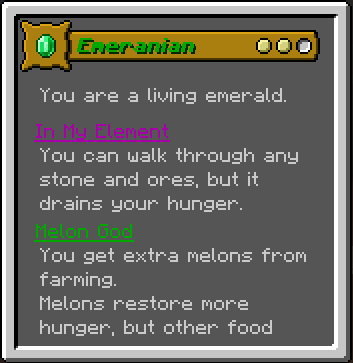 Emeranian
You are a living emerald.
In My Element
You can walk through any
stone and ores, but it
drains your hunger.
Melon God
You get extra melons from
farming.
Melons restore more
hunger, but other food